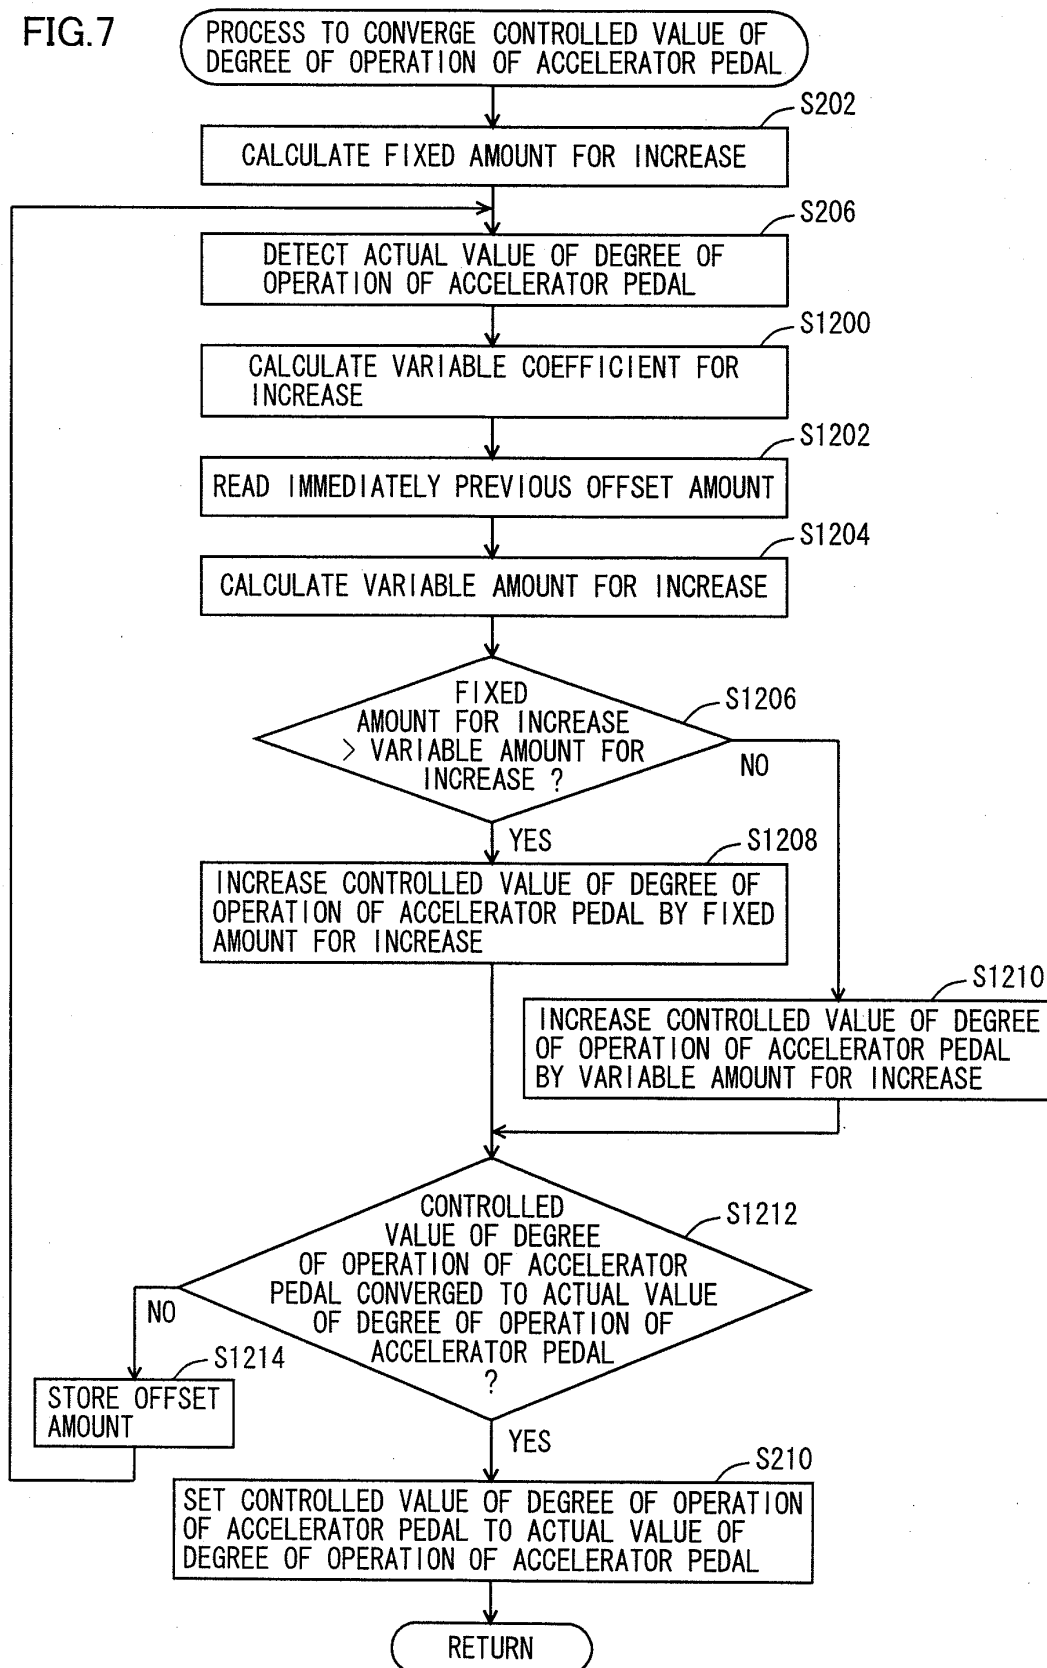 FIG.7
PROCESS TO CONVERGE CONTROLLED VALUE OF
DEGREE OF OPERATION OF ACCELERATOR PEDAL
S202
CALCULATE FIXED AMOUNT FOR INCREASE
S206
DETECT ACTUAL VALUE OF DEGREE OF
OPERATION OF ACCELERATOR PEDAL
S1200
CALCULATE VARIABLE COEFFICIENT FOR
INCREASE
S1202
READ IMMEDIATELY PREVIOUS OFFSET AMOUNT
S1204
CALCULATE VARIABLE AMOUNT FOR INCREASE
S1206
FIXED
AMOUNT FOR INCREASE
> VARIABLE AMOUNT FOR
INCREASE ?
NO
YES
S1208
INCREASE CONTROLLED VALUE OF DEGREE OF
OPERATION OF ACCELERATOR PEDAL BY FIXED
AMOUNT FOR INCREASE
S1210
INCREASE CONTROLLED VALUE OF DEGREE
OF OPERATION OF ACCELERATOR PEDAL
BY VARIABLE AMOUNT FOR INCREASE
S1212
CONTROLLED
VALUE OF DEGREE
OF OPERATION OF ACCELERATOR
PEDAL CONVERGED TO ACTUAL VALUE
OF DEGREE OF OPERATION OF
ACCELERATOR PEDAL
?
NO
S1214
STORE OFFSET
AMOUNT
YES
S210
SET CONTROLLED VALUE OF DEGREE OF OPERATION
OF ACCELERATOR PEDAL TO ACTUAL VALUE OF
DEGREE OF OPERATION OF ACCELERATOR PEDAL
RETURN